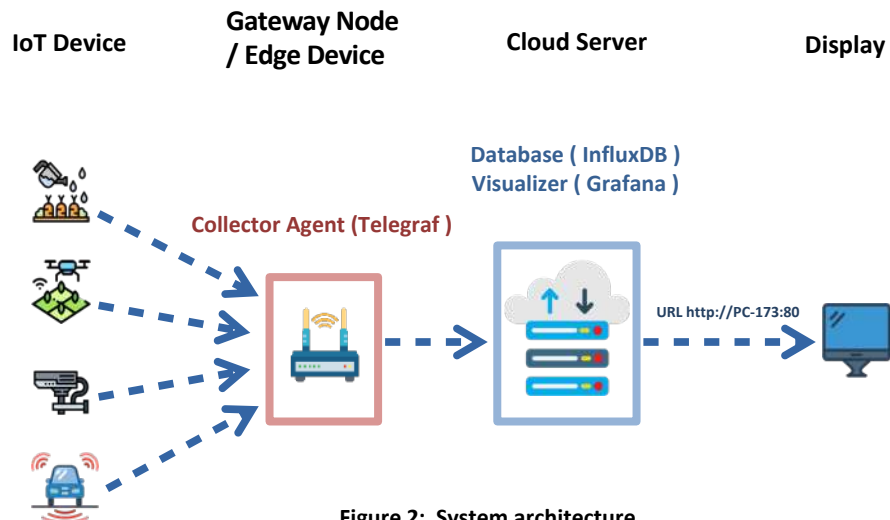 IoT Device
Gateway Node
/ Edge Device
Cloud Server
Display
Database ( InfluxDB )
Visualizer ( Grafana )
Collector Agent (Telegraf )
URL http://PC-173:80
Figure 2: System architecture